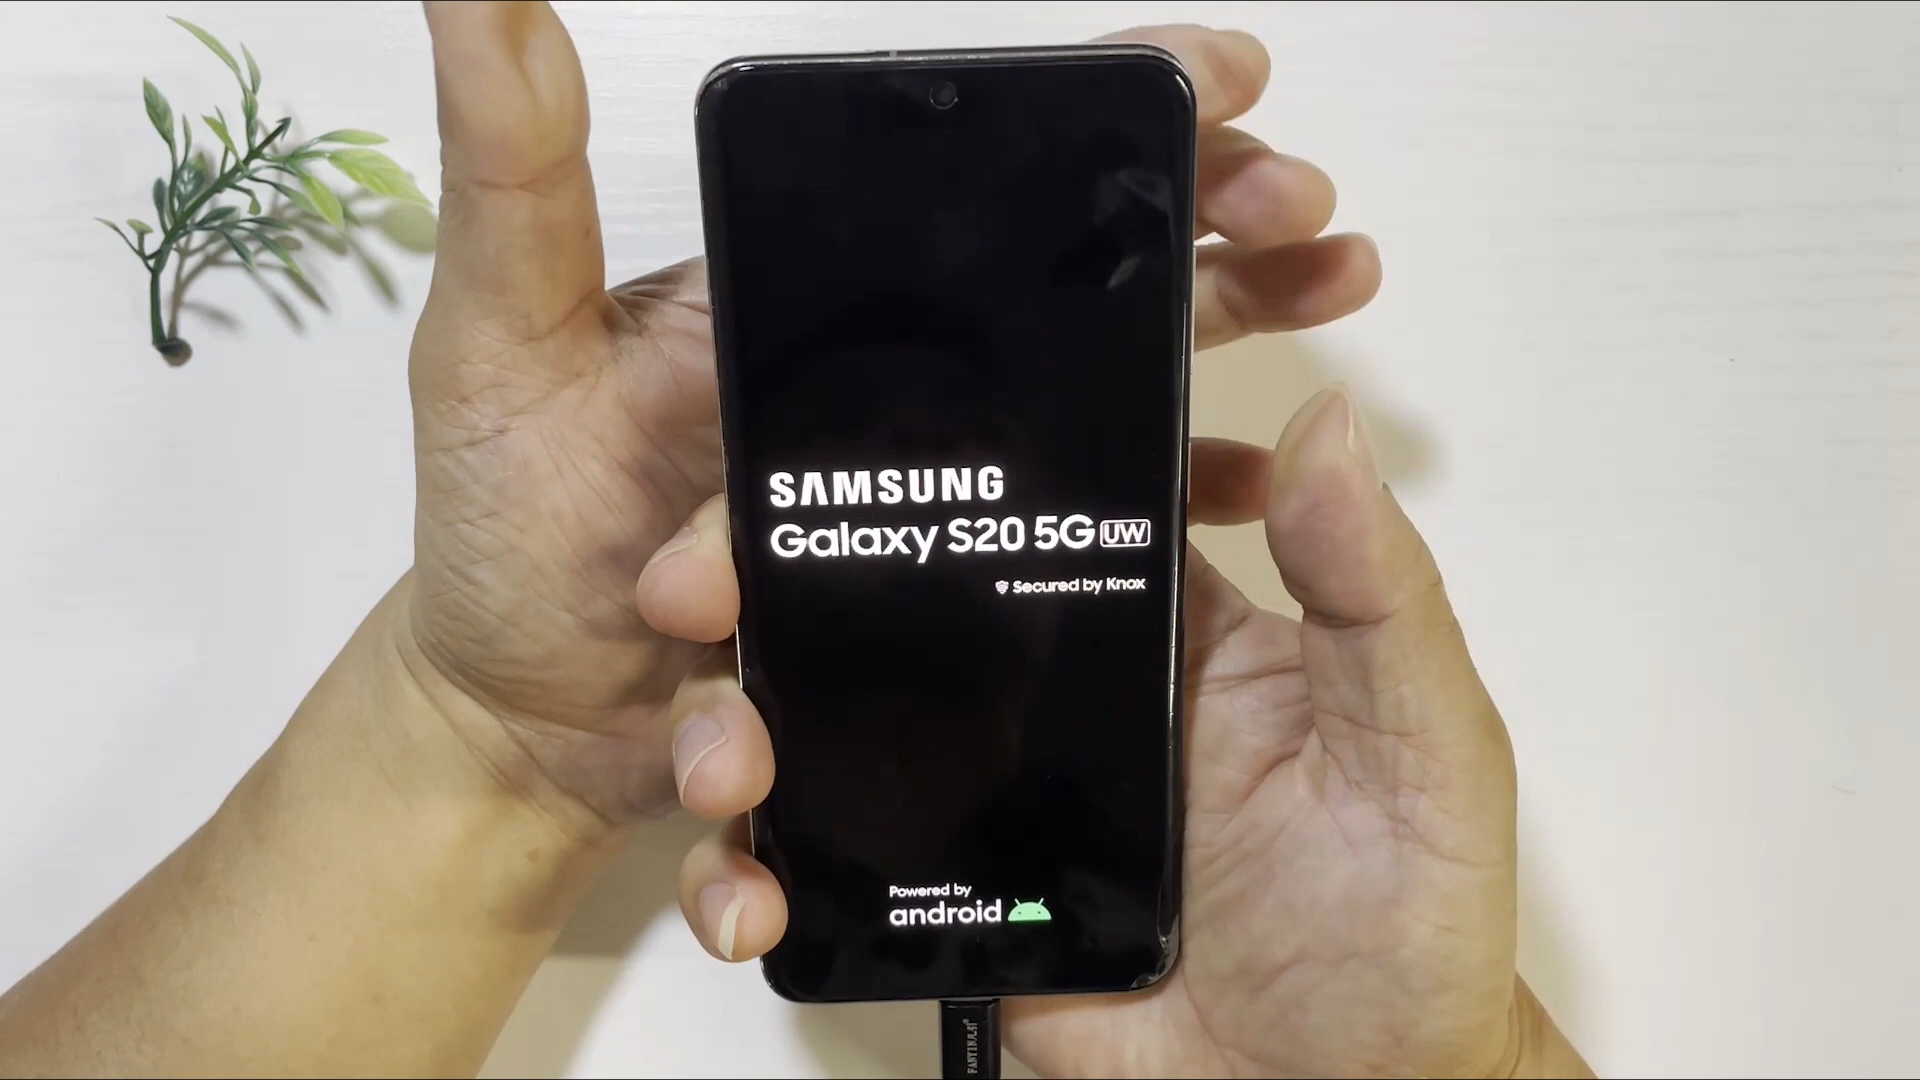 SAMSUNG
Galaxy S20 5G UW
Secured by Knox
Powered by
android